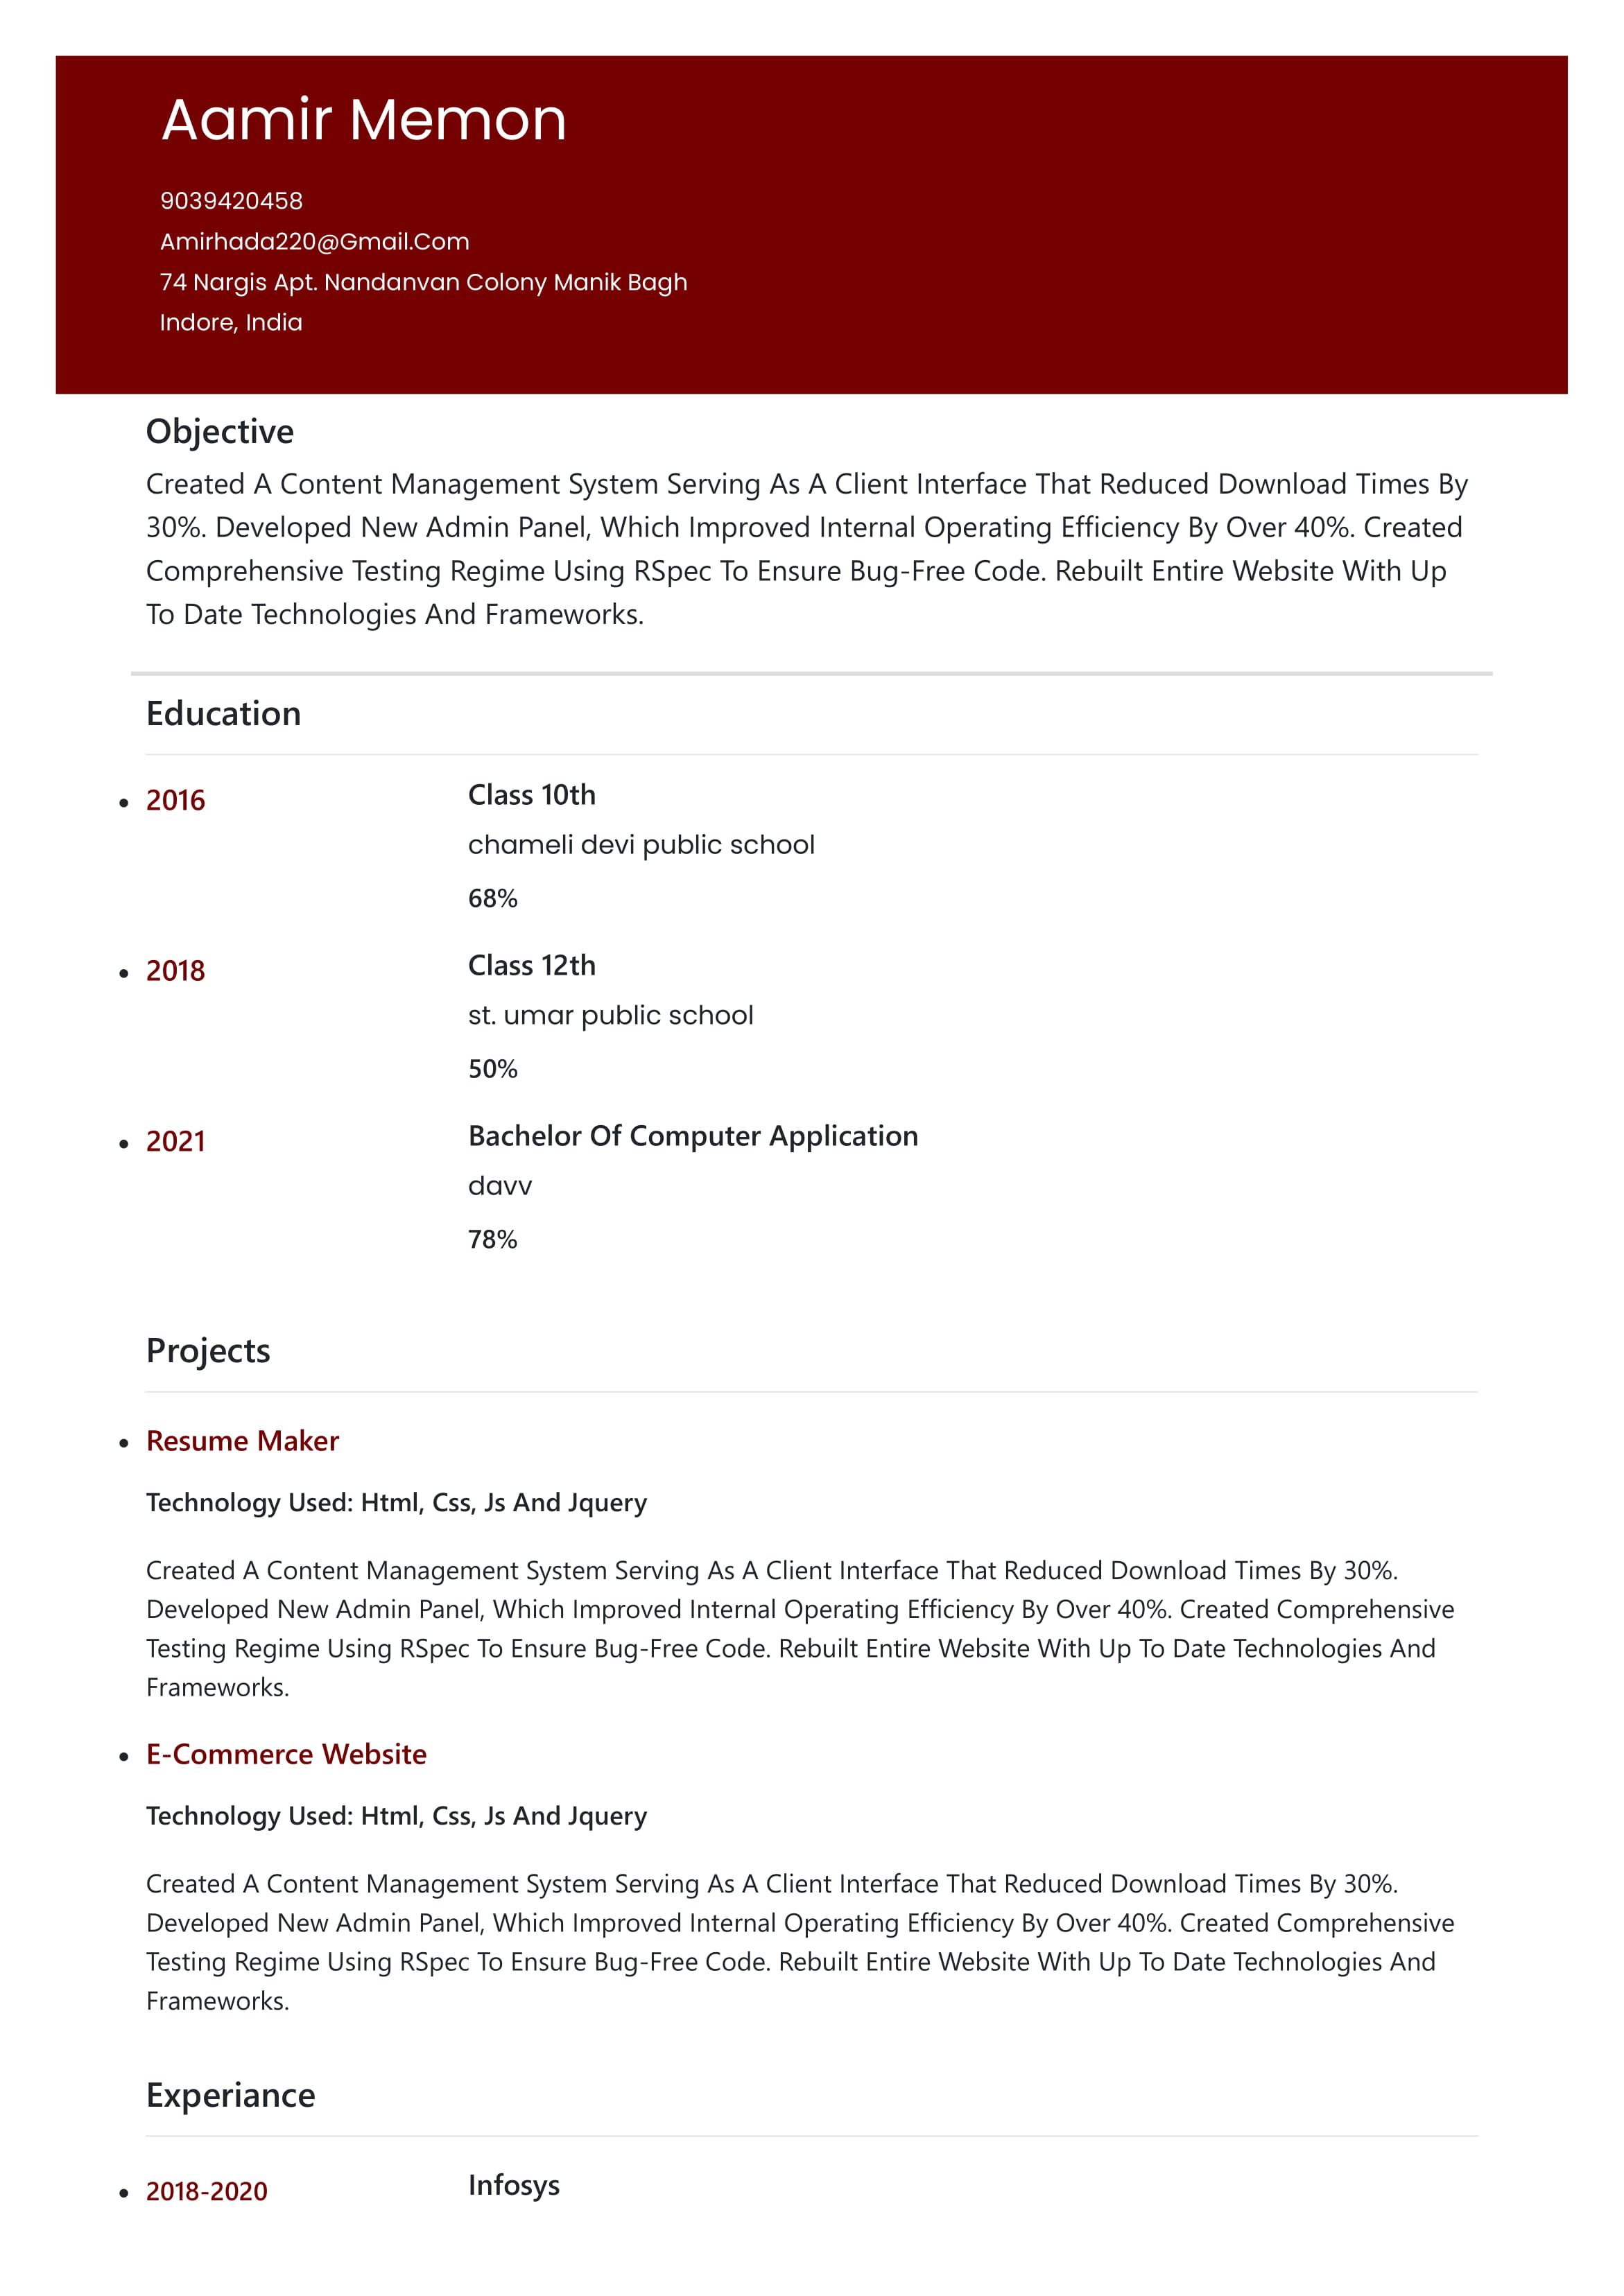 Aamir Memon
9039420458
Amirhada220@Gmail.Com
74 Nargis Apt. Nandanvan Colony Manik Bagh
Indore, India
Objective
Created A Content Management System Serving As A Client Interface That Reduced Download Times By
30%. Developed New Admin Panel, Which Improved Internal Operating Efficiency By Over 40%. Created
Comprehensive Testing Regime Using RSpec To Ensure Bug-Free Code. Rebuilt Entire Website With Up
To Date Technologies And Frameworks.
Education
• 2016 Class 10th
chameli devi public school
68%
• 2018 Class 12th
st. umar public school
50%
• 2021 Bachelor Of Computer Application
davv
78%
Projects
• Resume Maker
Technology Used: Html, Css, Js And Jquery
Created A Content Management System Serving As A Client Interface That Reduced Download Times By 30%.
Developed New Admin Panel, Which Improved Internal Operating Efficiency By Over 40%. Created Comprehensive
Testing Regime Using RSpec To Ensure Bug-Free Code. Rebuilt Entire Website With Up To Date Technologies And
Frameworks.
• E-Commerce Website
Technology Used: Html, Css, Js And Jquery
Created A Content Management System Serving As A Client Interface That Reduced Download Times By 30%.
Developed New Admin Panel, Which Improved Internal Operating Efficiency By Over 40%. Created Comprehensive
Testing Regime Using RSpec To Ensure Bug-Free Code. Rebuilt Entire Website With Up To Date Technologies And
Frameworks.
Experiance
• 2018-2020 Infosys